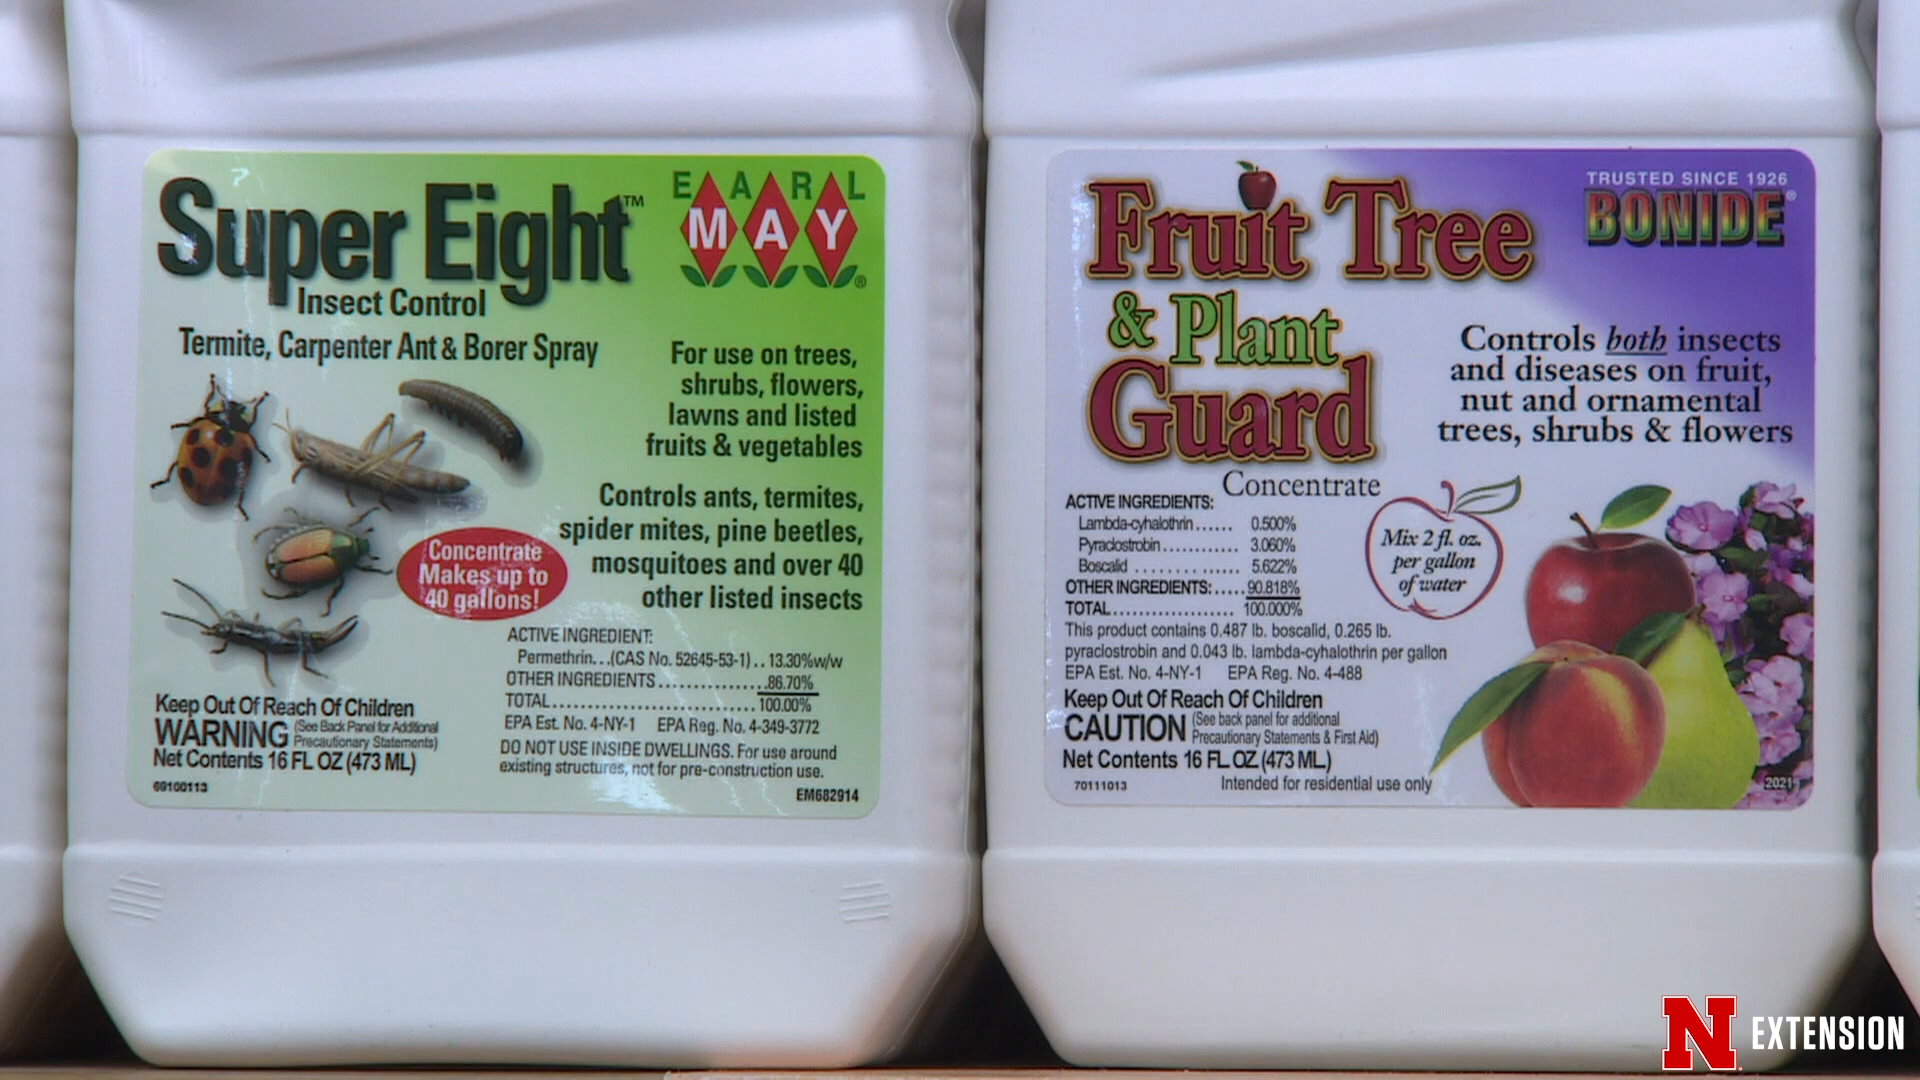 Super Eight™
Insect Control
Termite, Carpenter Ant & Borer Spray
EARL
MAY®
For use on trees,
shrubs, flowers,
lawns and listed
fruits & vegetables
Controls ants, termites,
spider mites, pine beetles,
mosquitoes and over 40
other listed insects
Concentrate
Makes up to
40 gallons!
ACTIVE INGREDIENT:
Permethrin...(CAS No. 52645-53-1)..13.30%w/w
OTHER INGREDIENTS..................86.70%
TOTAL.............................100.00%
EPA Est. No. 4-NY-1 EPA Reg. No. 4-349-3772
DO NOT USE INSIDE DWELLINGS. For use around
existing structures, not for pre-construction use.
Keep Out Of Reach Of Children
WARNING (See Back Panel for Additional
Precautionary Statements)
Net Contents 16 FL OZ (473 ML)
69100113
EM682914
Fruit Tree
& Plant
Guard
Concentrate
TRUSTED SINCE 1926
BONIDE®
Controls both insects
and diseases on fruit,
nut and ornamental
trees, shrubs & flowers
ACTIVE INGREDIENTS:
Lambda-cyhalothrin...... 0.500%
Pyraclostrobin............ 3.060%
Boscalid .............. 5.622%
OTHER INGREDIENTS:.....90.818%
TOTAL.................. 100.000%
Mix 2 fl. oz.
per gallon
of water
This product contains 0.487 lb. boscalid, 0.265 lb.
pyraclostrobin and 0.043 lb. lambda-cyhalothrin per gallon
EPA Est. No. 4-NY-1 EPA Reg. No. 4-488
Keep Out Of Reach Of Children
CAUTION (See back panel for additional
Precautionary Statements & First Aid)
Net Contents 16 FL OZ (473 ML)
70111013 Intended for residential use only
2021
N EXTENSION